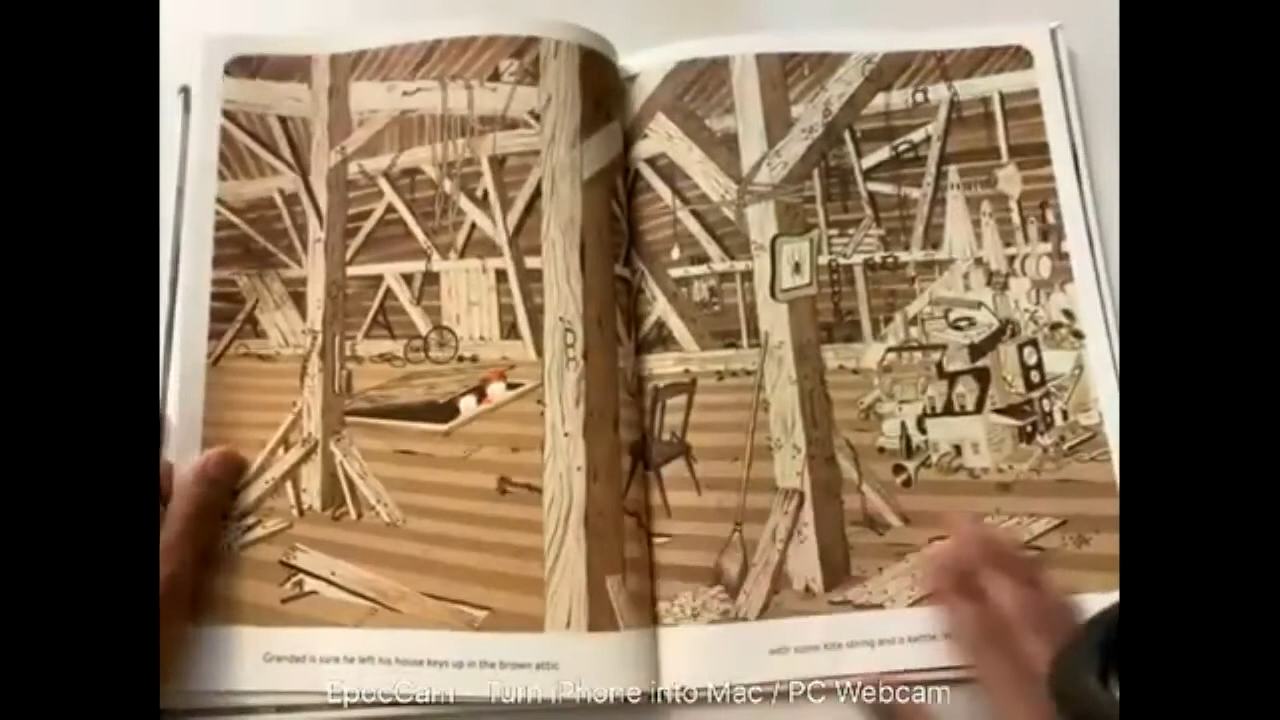 Grandad is sure he left his house keys up in the brown attic
with some kite string and a kettle,
EpocCam - Turn iPhone into Mac / PC Webcam